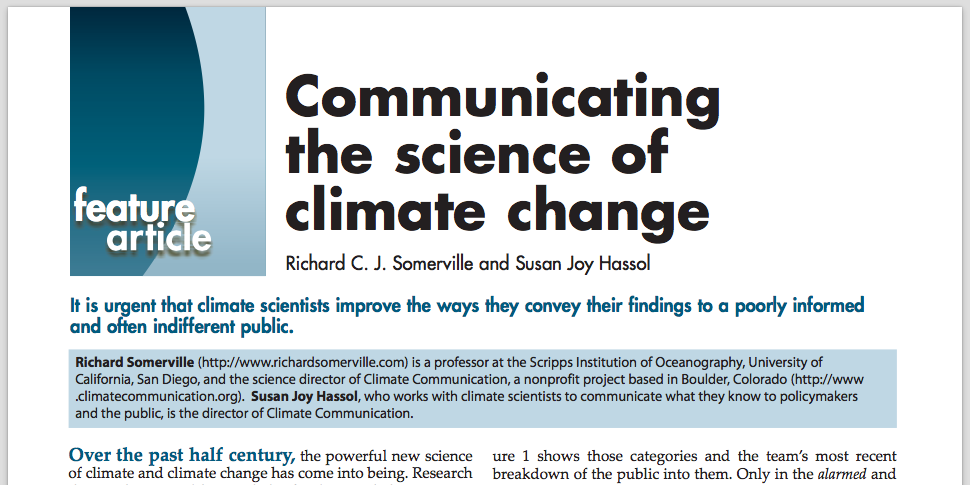 feature
article
Communicating
the science of
climate change
Richard C. J. Somerville and Susan Joy Hassol
It is urgent that climate scientists improve the ways they convey their findings to a poorly informed
and often indifferent public.
Richard Somerville (http://www.richardsomerville.com) is a professor at the Scripps Institution of Oceanography, University of
California, San Diego, and the science director of Climate Communication, a nonprofit project based in Boulder, Colorado (http://www
.climatecommunication.org). Susan Joy Hassol, who works with climate scientists to communicate what they know to policymakers
and the public, is the director of Climate Communication.
Over the past half century, the powerful new science
of climate and climate change has come into being. Research
ure 1 shows those categories and the team's most recent
breakdown of the public into them. Only in the alarmed and